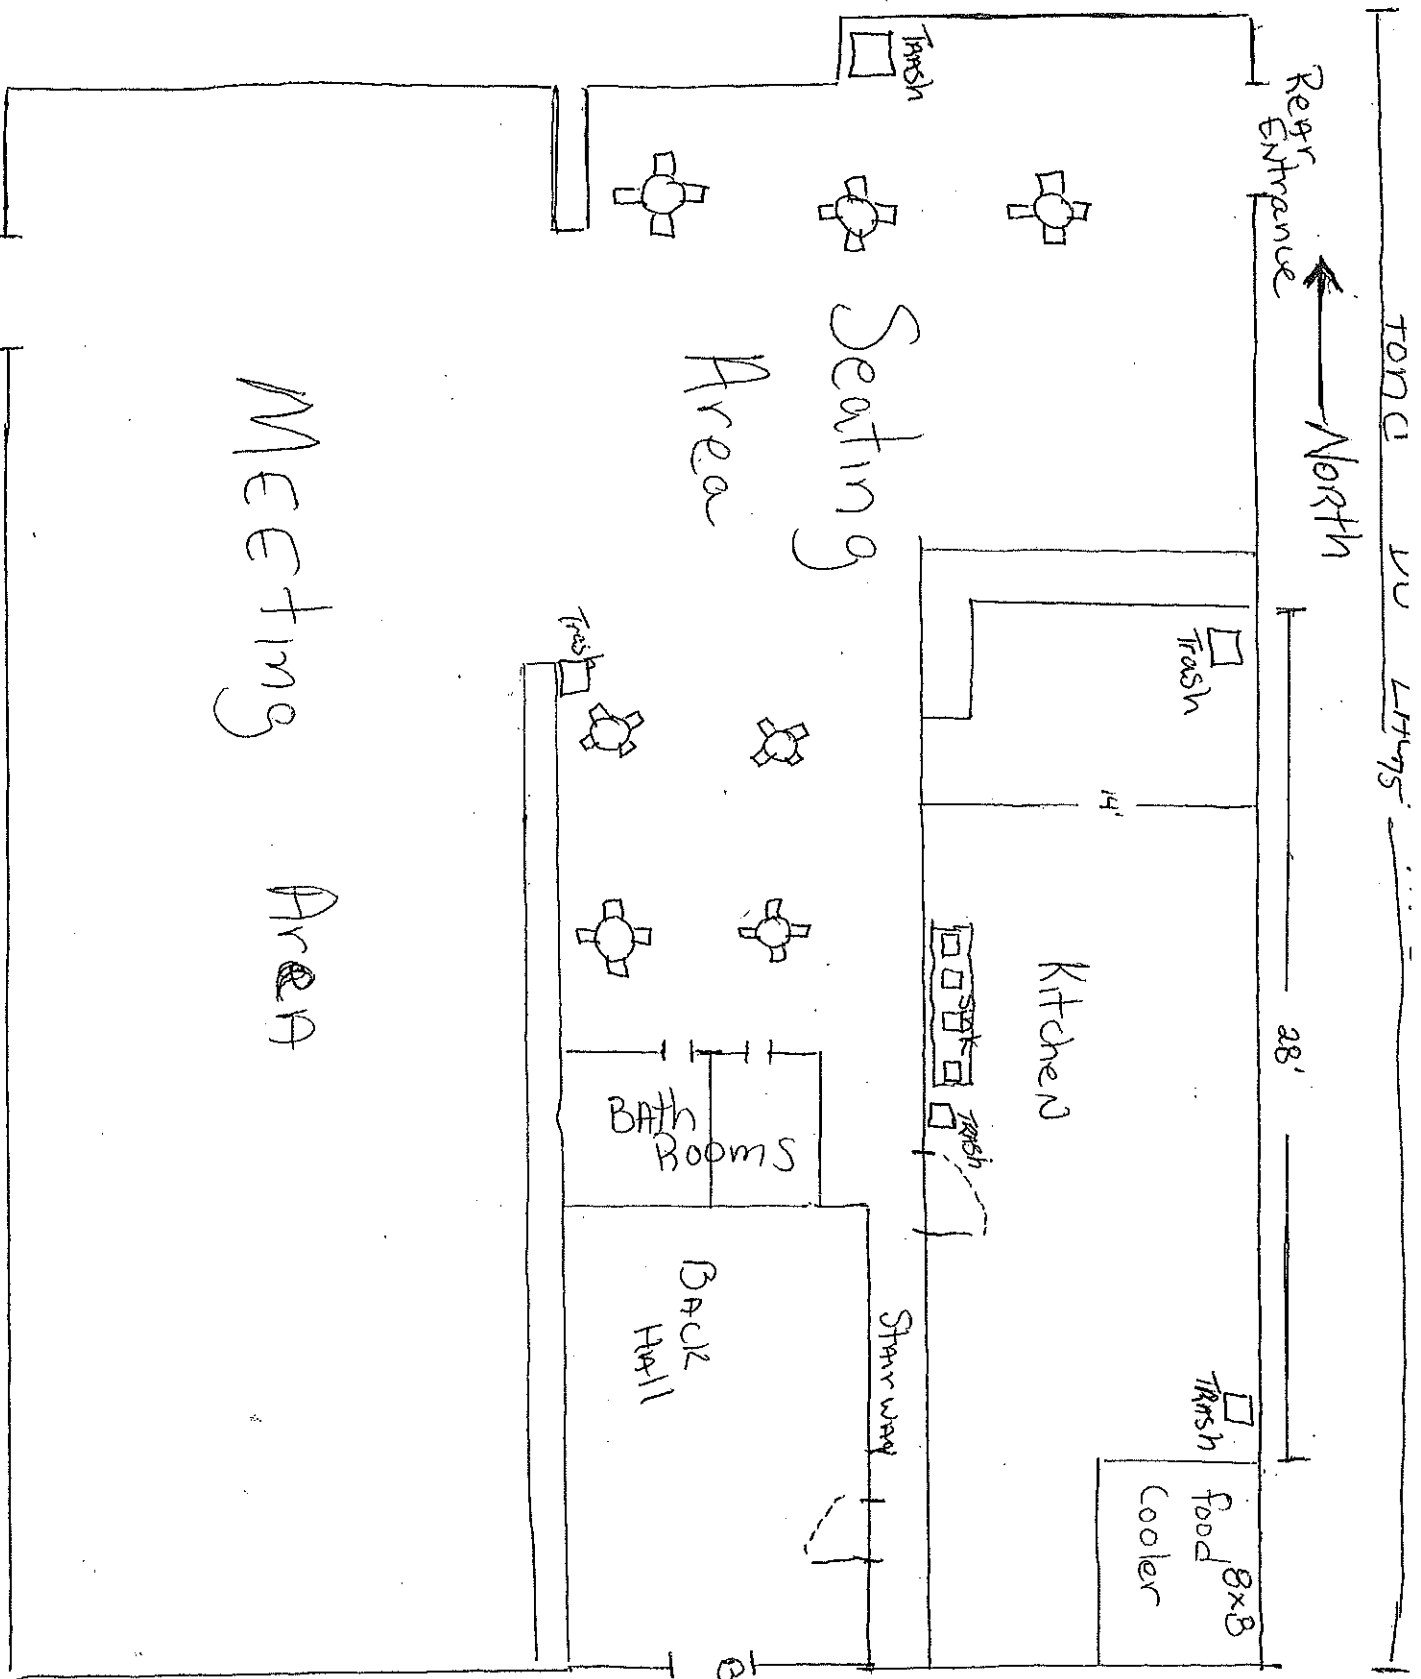 Rear
Entrance
North
Trash
Seating
Area
Meeting
Area
Trash
Trash
14'
28'
Kitchen
Sink
Trash
Bath
Rooms
Back
Hall
Stairway
Trash
food 8x8
Cooler